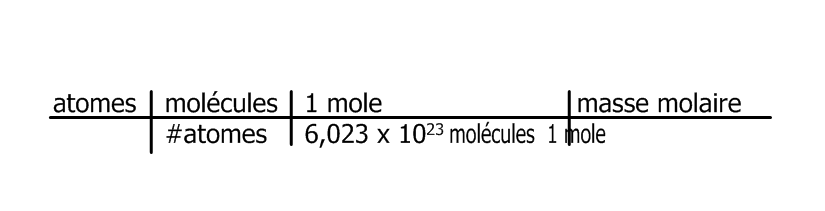 atomes molécules 1 mole masse molaire
#atomes 6,023 x 10²³ molécules 1 mole